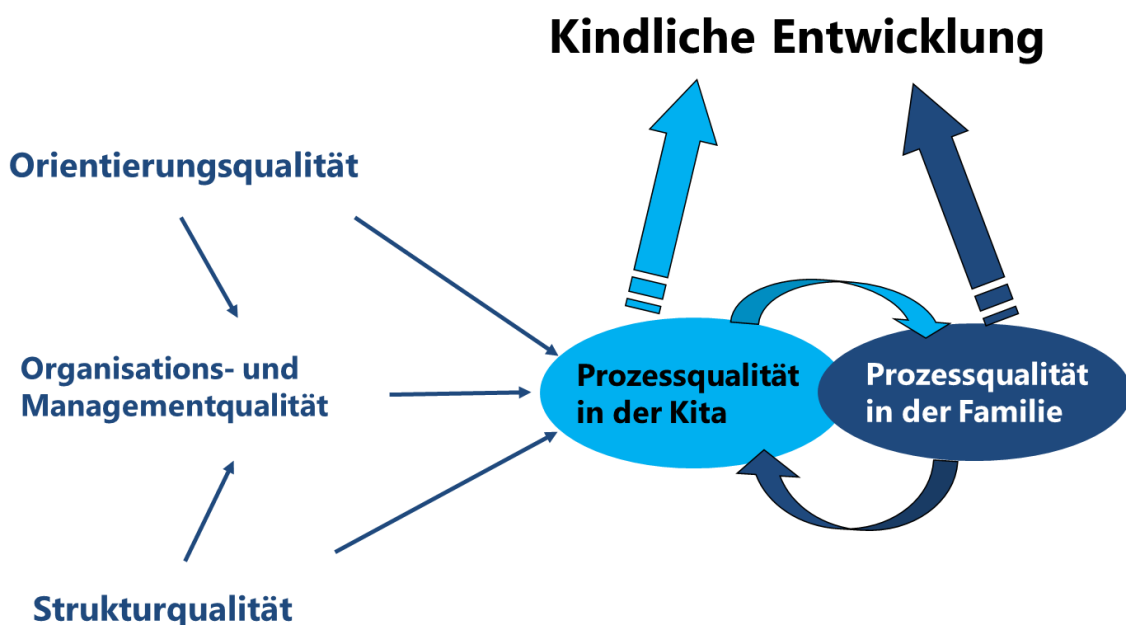 Kindliche Entwicklung
Orientierungsqualität
Organisations- und
Managementqualität
Strukturqualität
Prozessqualität
in der Kita
Prozessqualität
in der Familie